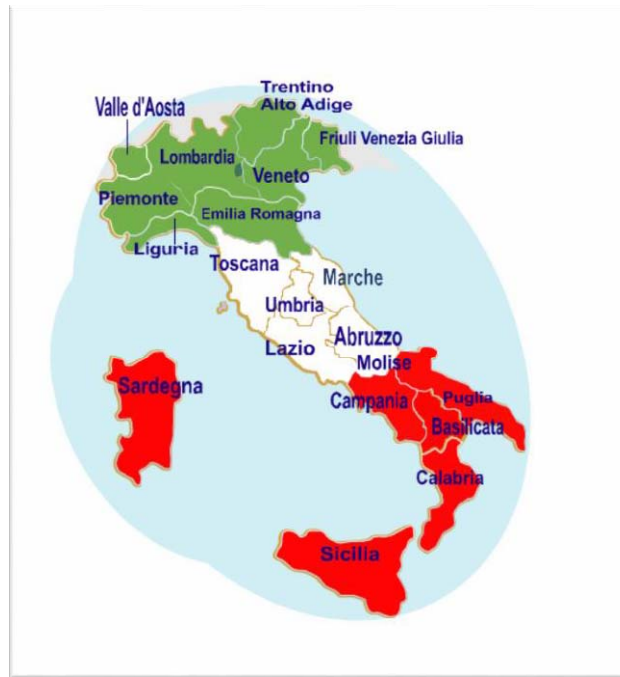 Trentino
Alto Adige
Valle d'Aosta
Friuli Venezia Giulia
Lombardia
Veneto
Piemonte
Emilia Romagna
Liguria
Toscana
Marche
Umbria
Abruzzo
Lazio
Molise
Sardegna
Campania
Puglia
Basilicata
Calabria
Sicilia